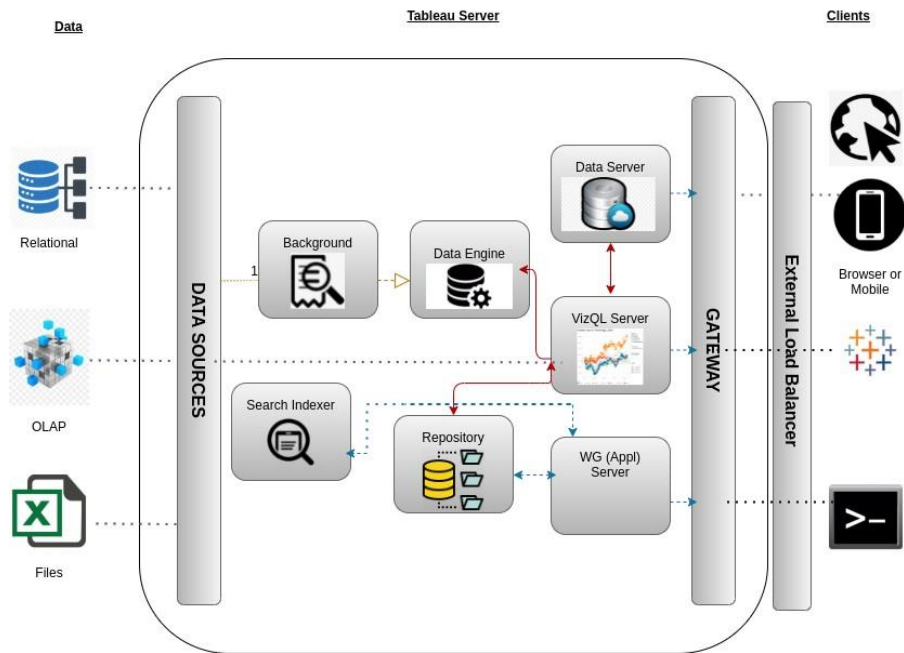 Data
Tableau Server
Clients
Relational
OLAP
Files
DATA SOURCES
1
Background
Data Engine
Data Server
VizQL Server
Search Indexer
Repository
WG (Appl)
Server
GATEWAY
External Load Balancer
Browser or
Mobile